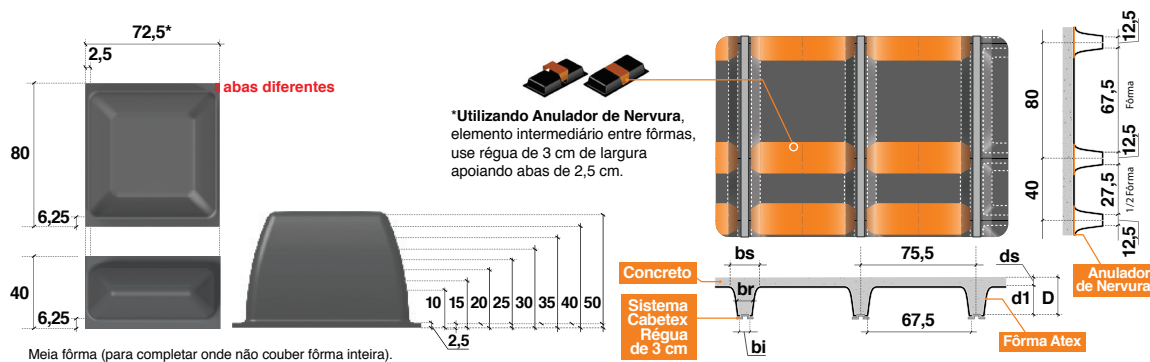 72,5*
2,5
abas diferentes
80
6,25
40
6,25
10
15
20
25
30
35
40
50
2,5
Meia fôrma (para completar onde não couber fôrma inteira).
*Utilizando Anulador de Nervura,
elemento intermediário entre fôrmas,
use régua de 3 cm de largura
apoiando abas de 2,5 cm.
80
40
12,5
67,5
Fôrma
12,5
27,5
1/2 Fôrma
12,5
Anulador
de Nervura
bs
75,5
ds
Concreto
br
d1
D
Sistema
Cabetex
Régua
de 3 cm
bi
67,5
Fôrma Atex